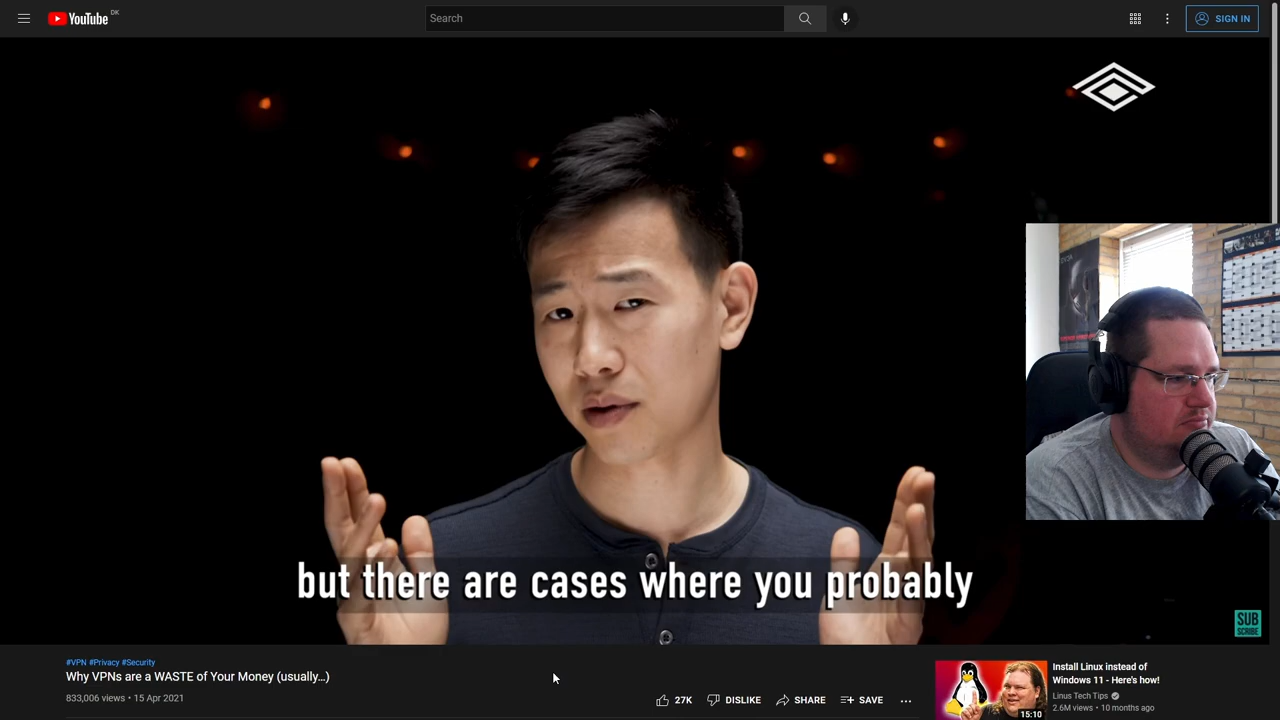 YouTube DK
Search
SIGN IN
but there are cases where you probably
SUB
SCRIBE
#VPN #Privacy #Security
Why VPNs are a WASTE of Your Money (usually...)
833,006 views • 15 Apr 2021
27K
DISLIKE
SHARE
SAVE
15:10
Install Linux instead of
Windows 11 - Here's how!
Linus Tech Tips
2.6M views • 10 months ago